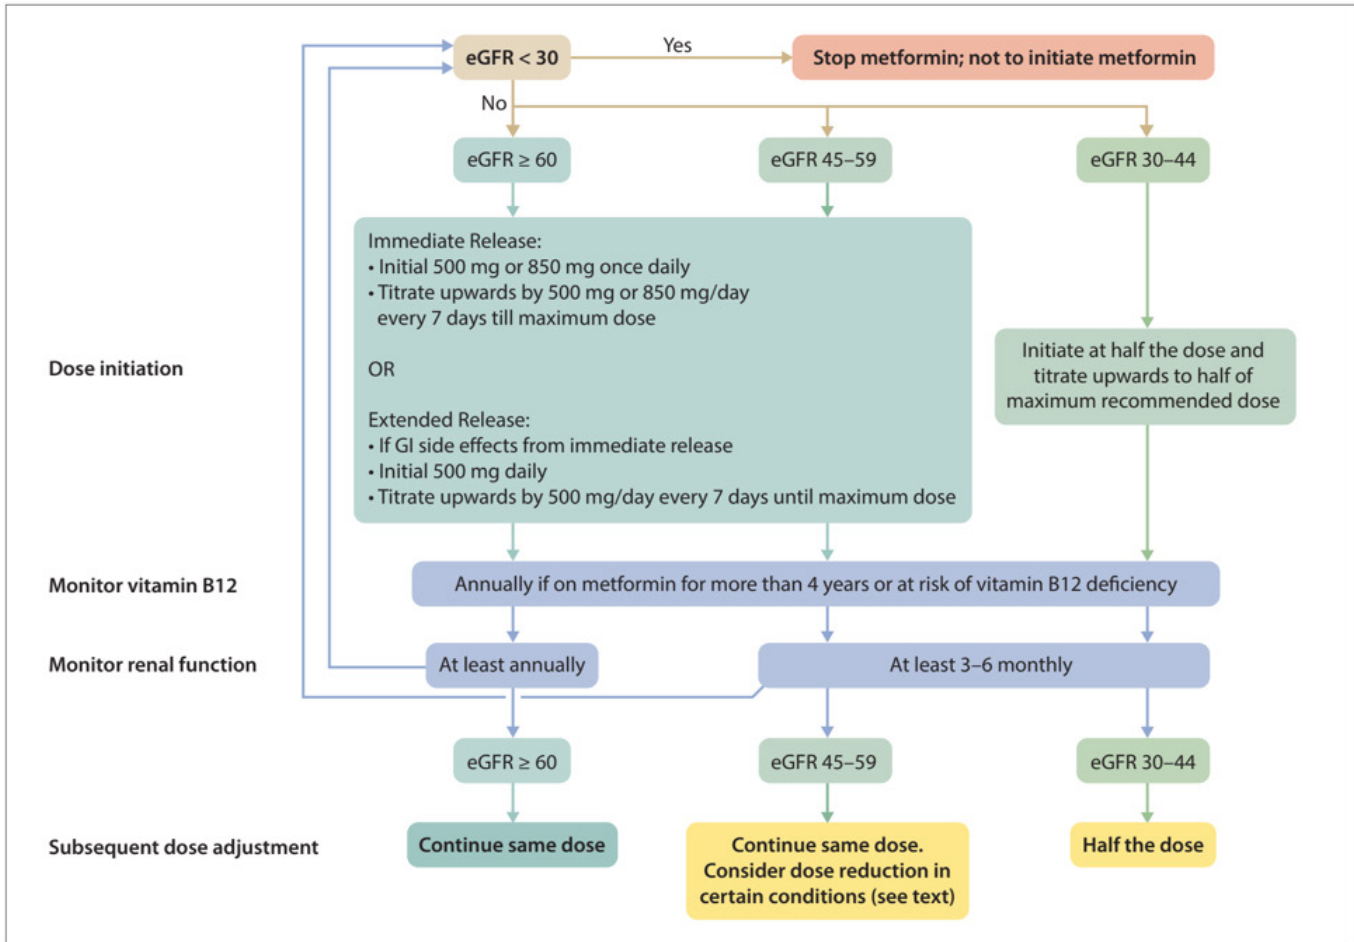 eGFR < 30
Yes
Stop metformin; not to initiate metformin
No
eGFR ≥ 60
eGFR 45–59
eGFR 30–44
Dose initiation
Immediate Release:
• Initial 500 mg or 850 mg once daily
• Titrate upwards by 500 mg or 850 mg/day
every 7 days till maximum dose
OR
Extended Release:
• If GI side effects from immediate release
• Initial 500 mg daily
• Titrate upwards by 500 mg/day every 7 days until maximum dose
Initiate at half the dose and
titrate upwards to half of
maximum recommended dose
Monitor vitamin B12
Annually if on metformin for more than 4 years or at risk of vitamin B12 deficiency
Monitor renal function
At least annually
At least 3–6 monthly
eGFR ≥ 60
eGFR 45–59
eGFR 30–44
Subsequent dose adjustment
Continue same dose
Continue same dose.
Consider dose reduction in
certain conditions (see text)
Half the dose